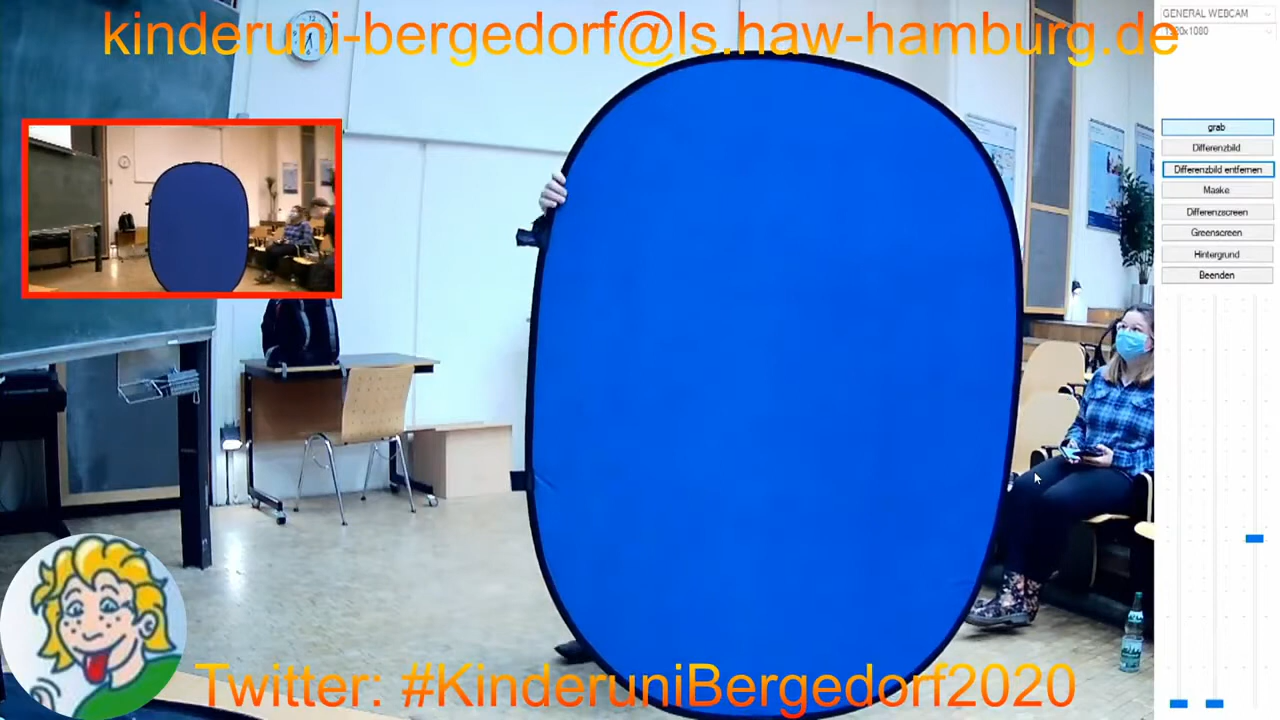 kinderuni-bergedorf@ls.haw-hamburg.de
GENERAL WEBCAM
1920x1080
grab
Differenzbild
Differenzbild entfernen
Maske
Differenzscreen
Greenscreen
Hintergrund
Beenden
Twitter: #KinderuniBergedorf2020